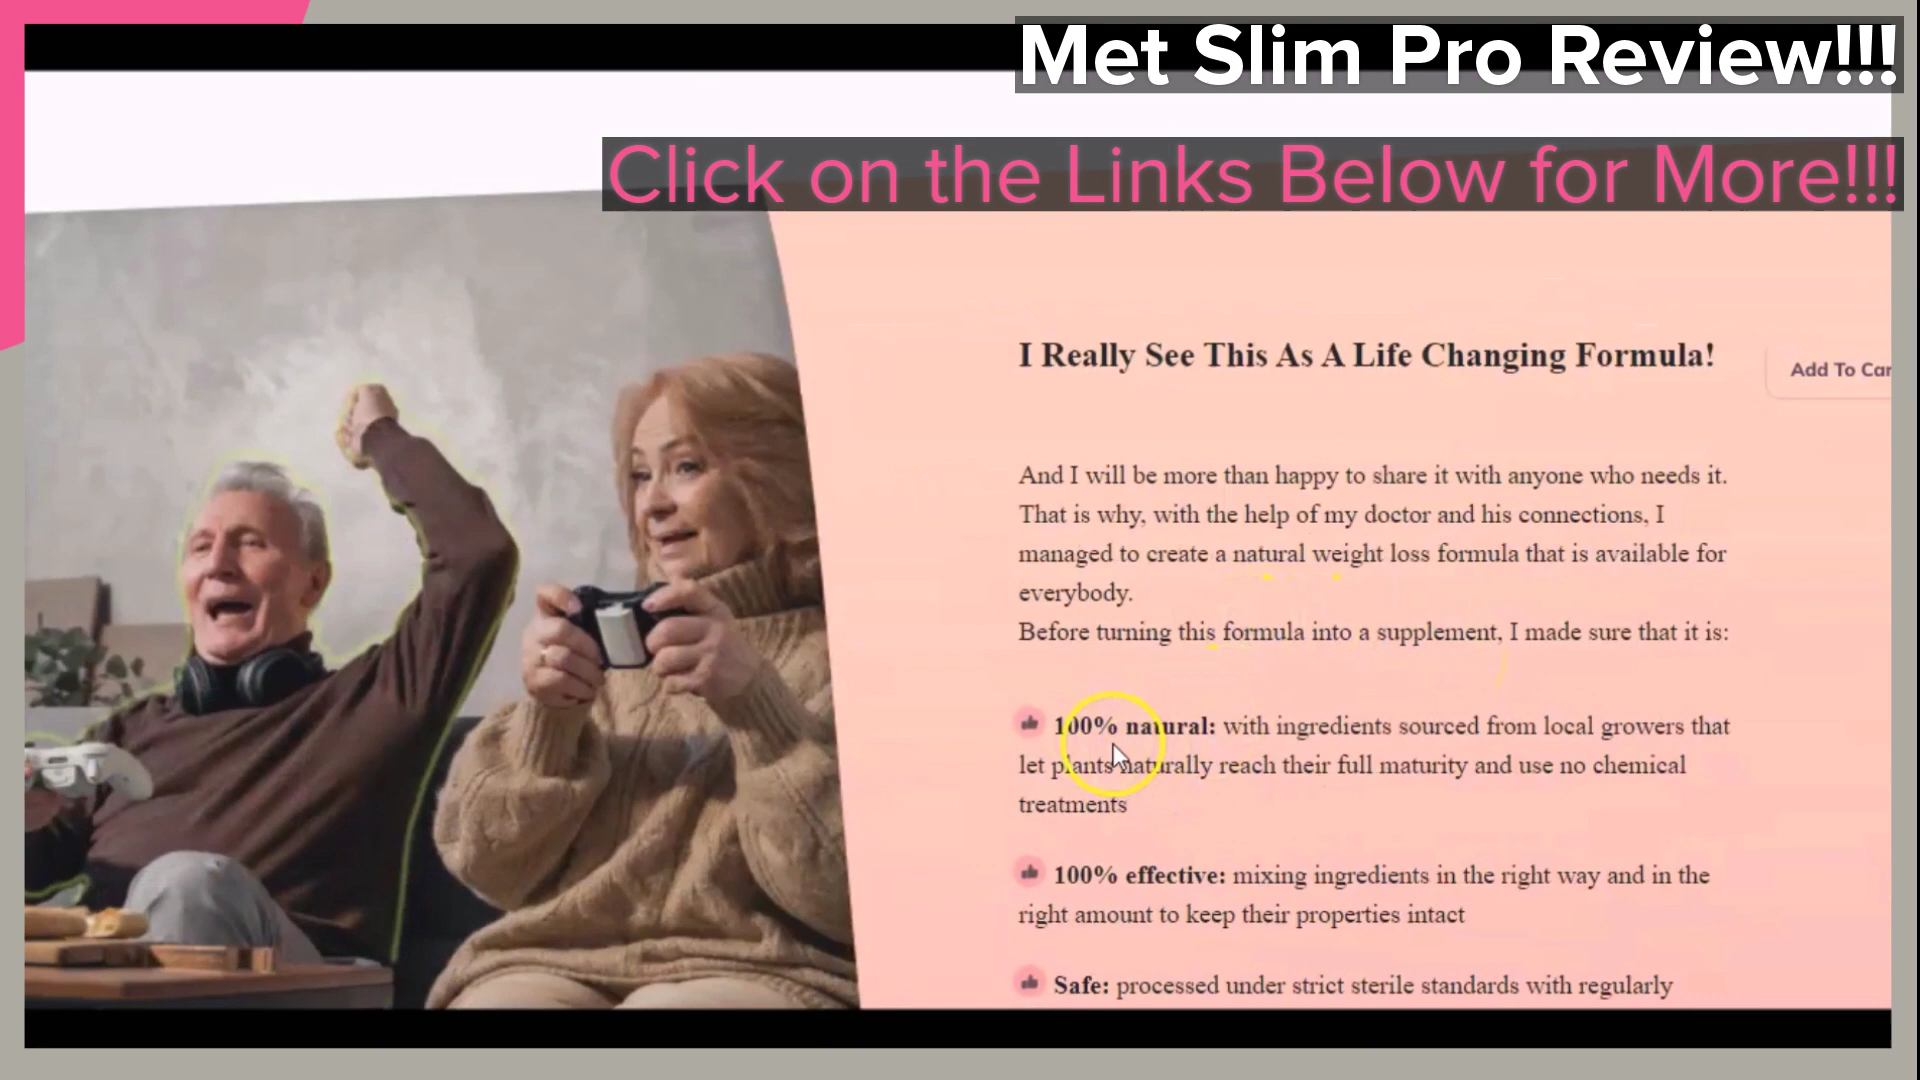 Met Slim Pro Review!!!
Click on the Links Below for More!!!
I Really See This As A Life Changing Formula!
Add To Car
And I will be more than happy to share it with anyone who needs it.
That is why, with the help of my doctor and his connections, I
managed to create a natural weight loss formula that is available for
everybody.
Before turning this formula into a supplement, I made sure that it is:
100% natural: with ingredients sourced from local growers that
let plants naturally reach their full maturity and use no chemical
treatments
100% effective: mixing ingredients in the right way and in the
right amount to keep their properties intact
Safe: processed under strict sterile standards with regularly